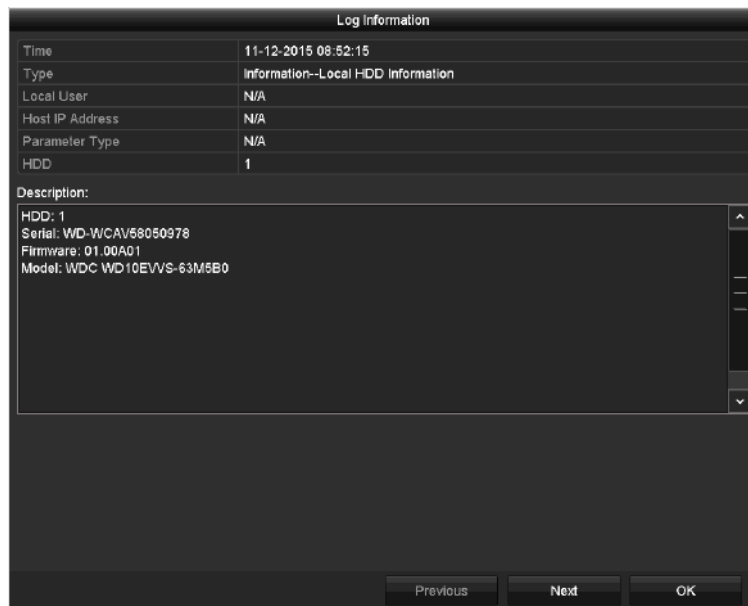 Log Information
Time 11-12-2015 08:52:15
Type Information--Local HDD Information
Local User N/A
Host IP Address N/A
Parameter Type N/A
HDD 1
Description:
HDD: 1
Serial: WD-WCAV58050978
Firmware: 01.00A01
Model: WDC WD10EVVS-63M5B0
Previous Next OK